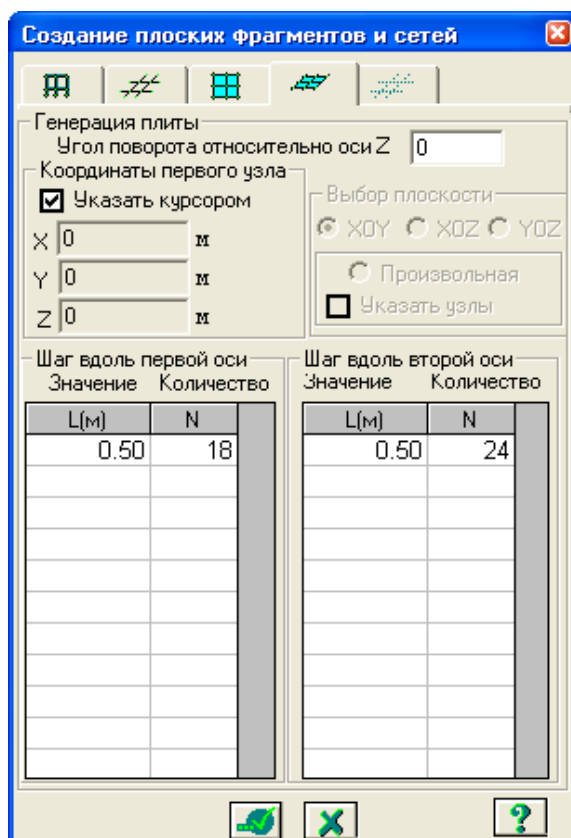 Создание плоских фрагментов и сетей
Генерация плиты
Угол поворота относительно оси Z 0
Координаты первого узла
Указать курсором
X 0 м
Y 0 м
Z 0 м
Выбор плоскости
XOY XOZ YOZ
Произвольная
Указать узлы
Шаг вдоль первой оси
Значение Количество
L(м) N
0.50 18
Шаг вдоль второй оси
Значение Количество
L(м) N
0.50 24
?